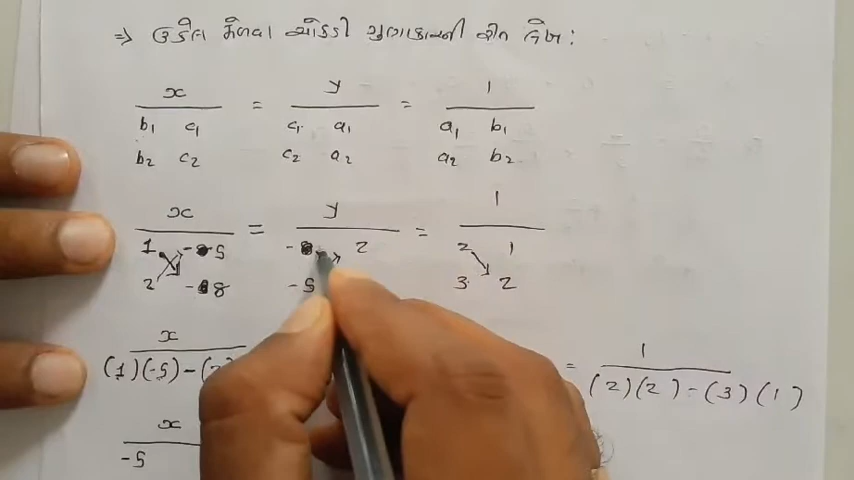 ⇒ ઉકેલ મેળવા ચોકડી ગુણાકારની રીત લેખ :
x = y = 1
b₁ c₁ c₁ a₁ a₁ b₁
b₂ c₂ c₂ a₂ a₂ b₂
x = y = 1
1 -5 - 2 2 1
2 -8 -5 3 2
x = 1
(1)(-5) - ( (2)(2) - (3)(1)
x
-5